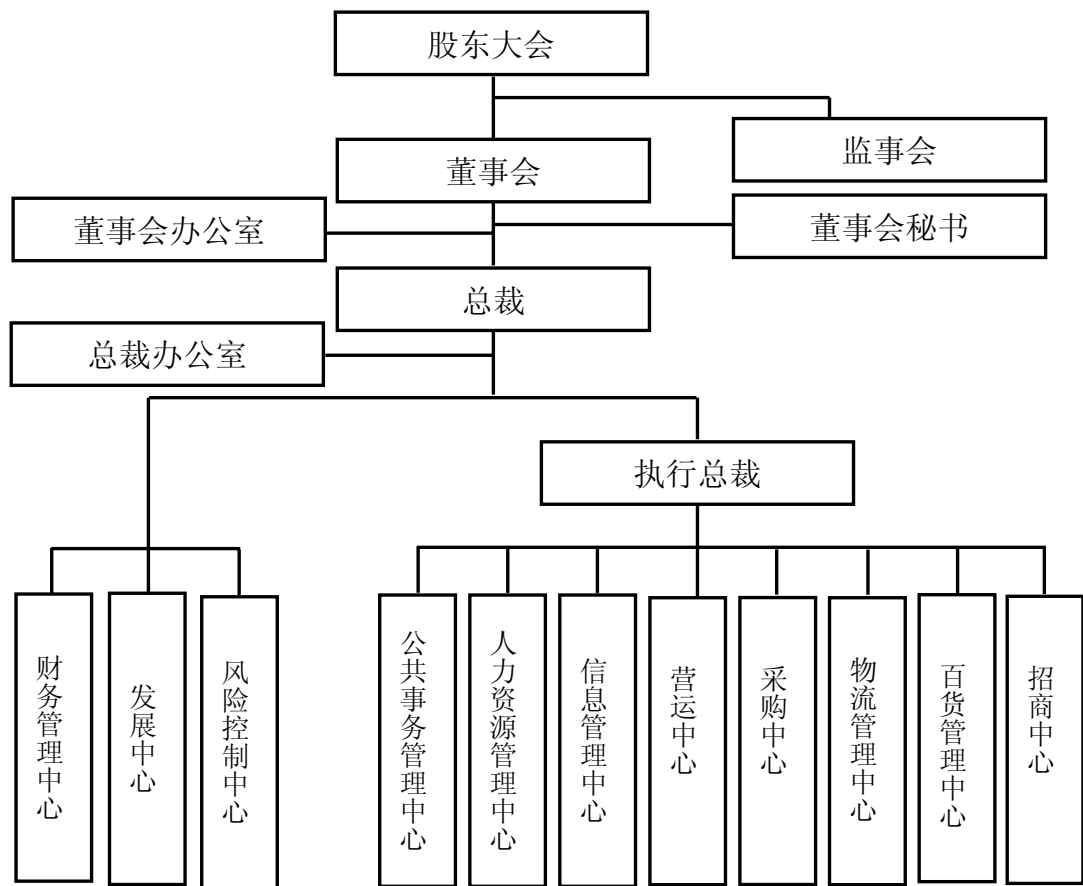 股东大会
监事会
董事会
董事会办公室
董事会秘书
总裁
总裁办公室
执行总裁
财务管理中心
发展中心
风险控制中心
公共事务管理中心
人力资源管理中心
信息管理中心
营运中心
采购中心
物流管理中心
百货管理中心
招商中心